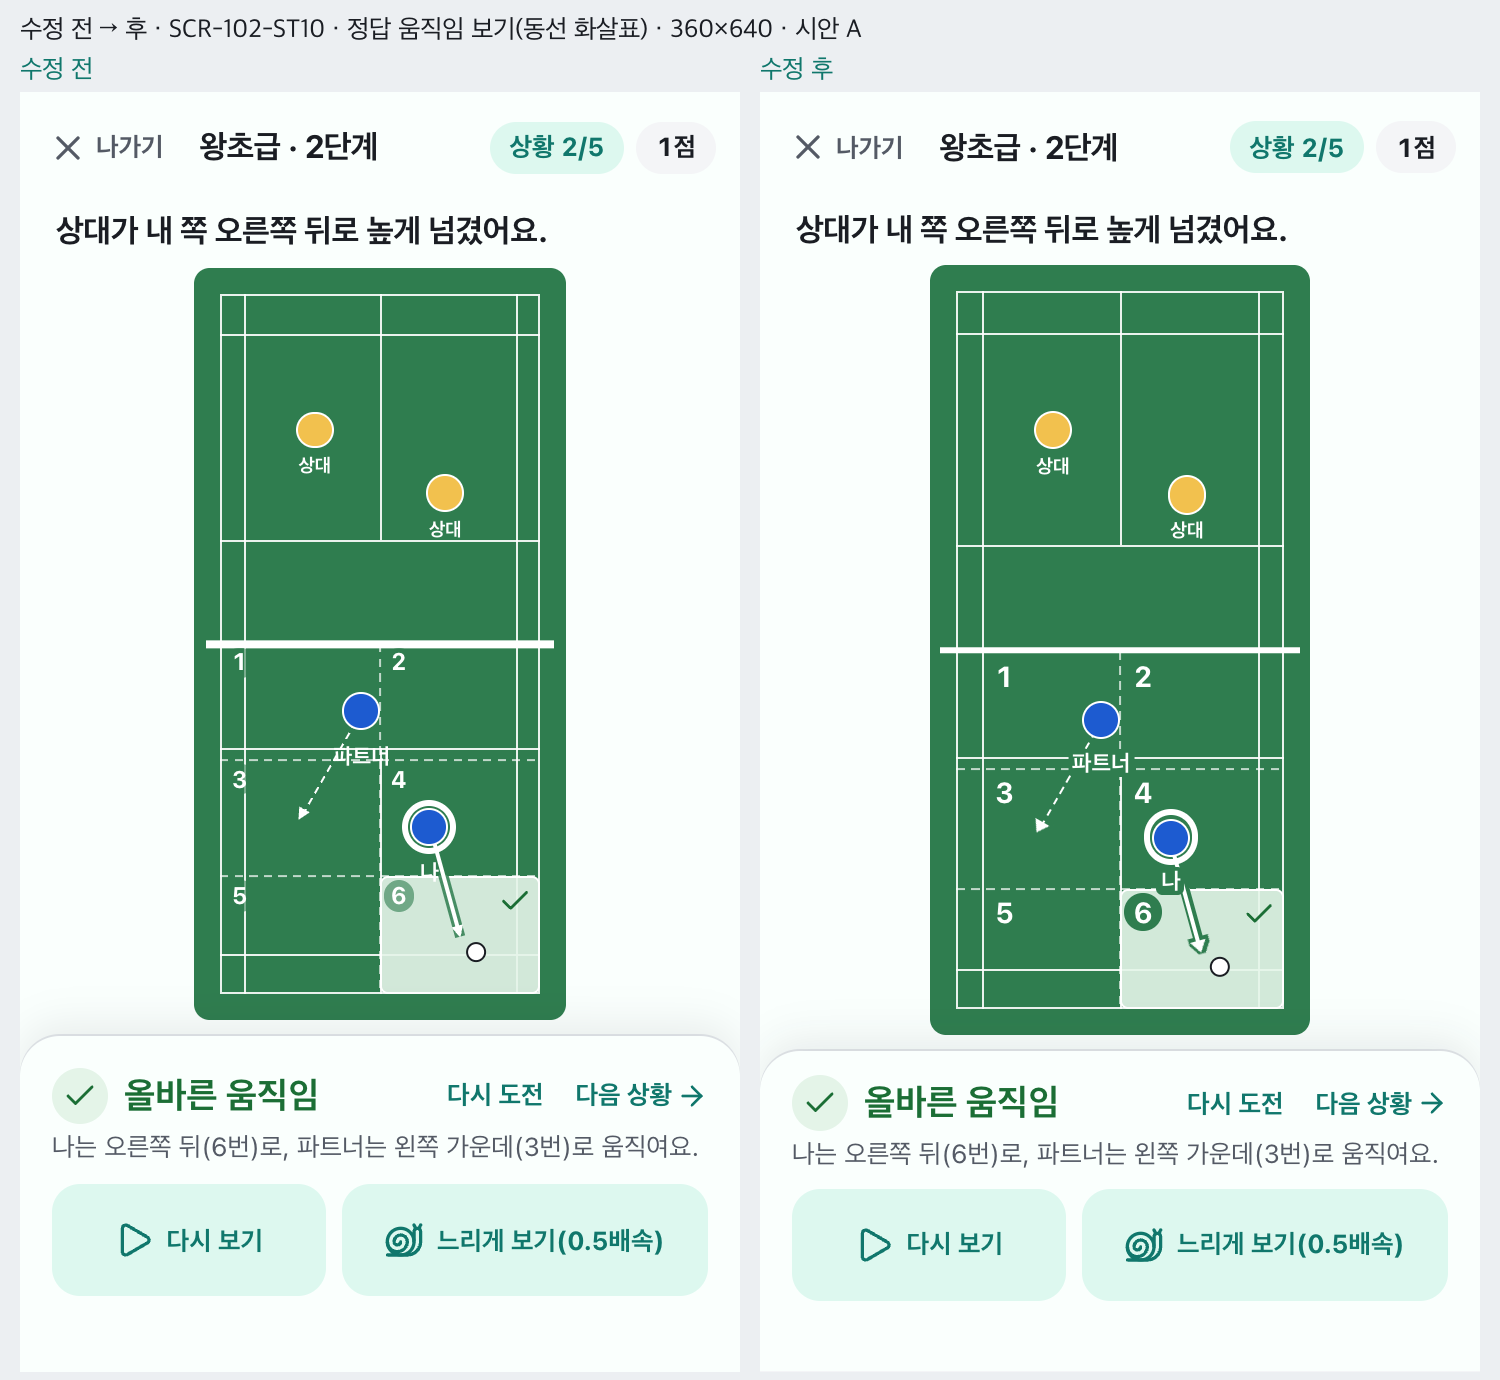 수정 전 → 후 · SCR-102-ST10 · 정답 움직임 보기(동선 화살표) · 360×640 · 시안 A
수정 전
나가기 왕초급 · 2단계 상황 2/5 1점
상대가 내 쪽 오른쪽 뒤로 높게 넘겼어요.
상대
상대
1 2
파트너
3 4
나
5 6
올바른 움직임 다시 도전 다음 상황 →
나는 오른쪽 뒤(6번)로, 파트너는 왼쪽 가운데(3번)로 움직여요.
다시 보기 느리게 보기(0.5배속)
수정 후
나가기 왕초급 · 2단계 상황 2/5 1점
상대가 내 쪽 오른쪽 뒤로 높게 넘겼어요.
상대
상대
1 2
파트너
3 4
나
5 6
올바른 움직임 다시 도전 다음 상황 →
나는 오른쪽 뒤(6번)로, 파트너는 왼쪽 가운데(3번)로 움직여요.
다시 보기 느리게 보기(0.5배속)